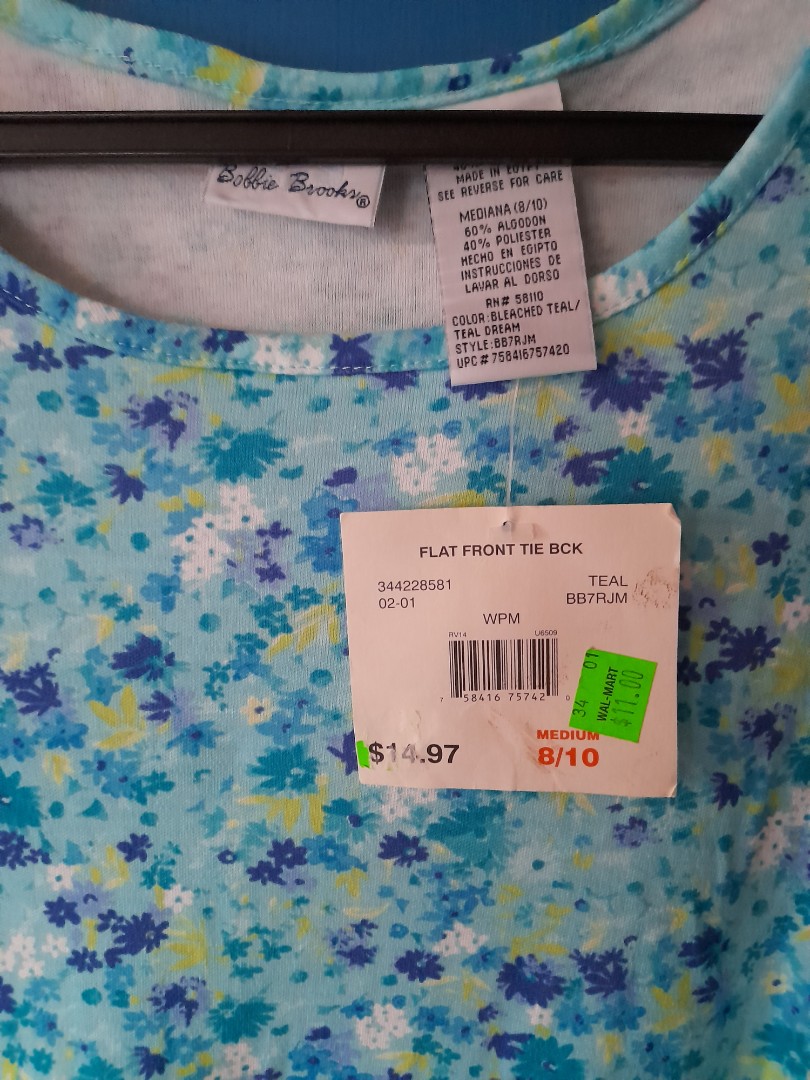 Bobbie Brooks®
MADE IN EGYPT
SEE REVERSE FOR CARE
MEDIANA (8/10)
60% ALGODON
40% POLIESTER
HECHO EN EGIPTO
INSTRUCCIONES DE
LAVAR AL DORSO
RN# 58110
COLOR:BLEACHED TEAL/
TEAL DREAM
STYLE:BB7RJM
UPC # 758416757420
FLAT FRONT TIE BCK
344228581 TEAL
02-01 BB7RJM
WPM
RV14 U6509
7 58416 75742 0
34 01
WAL-MART
$11.00
$14.97
MEDIUM
8/10